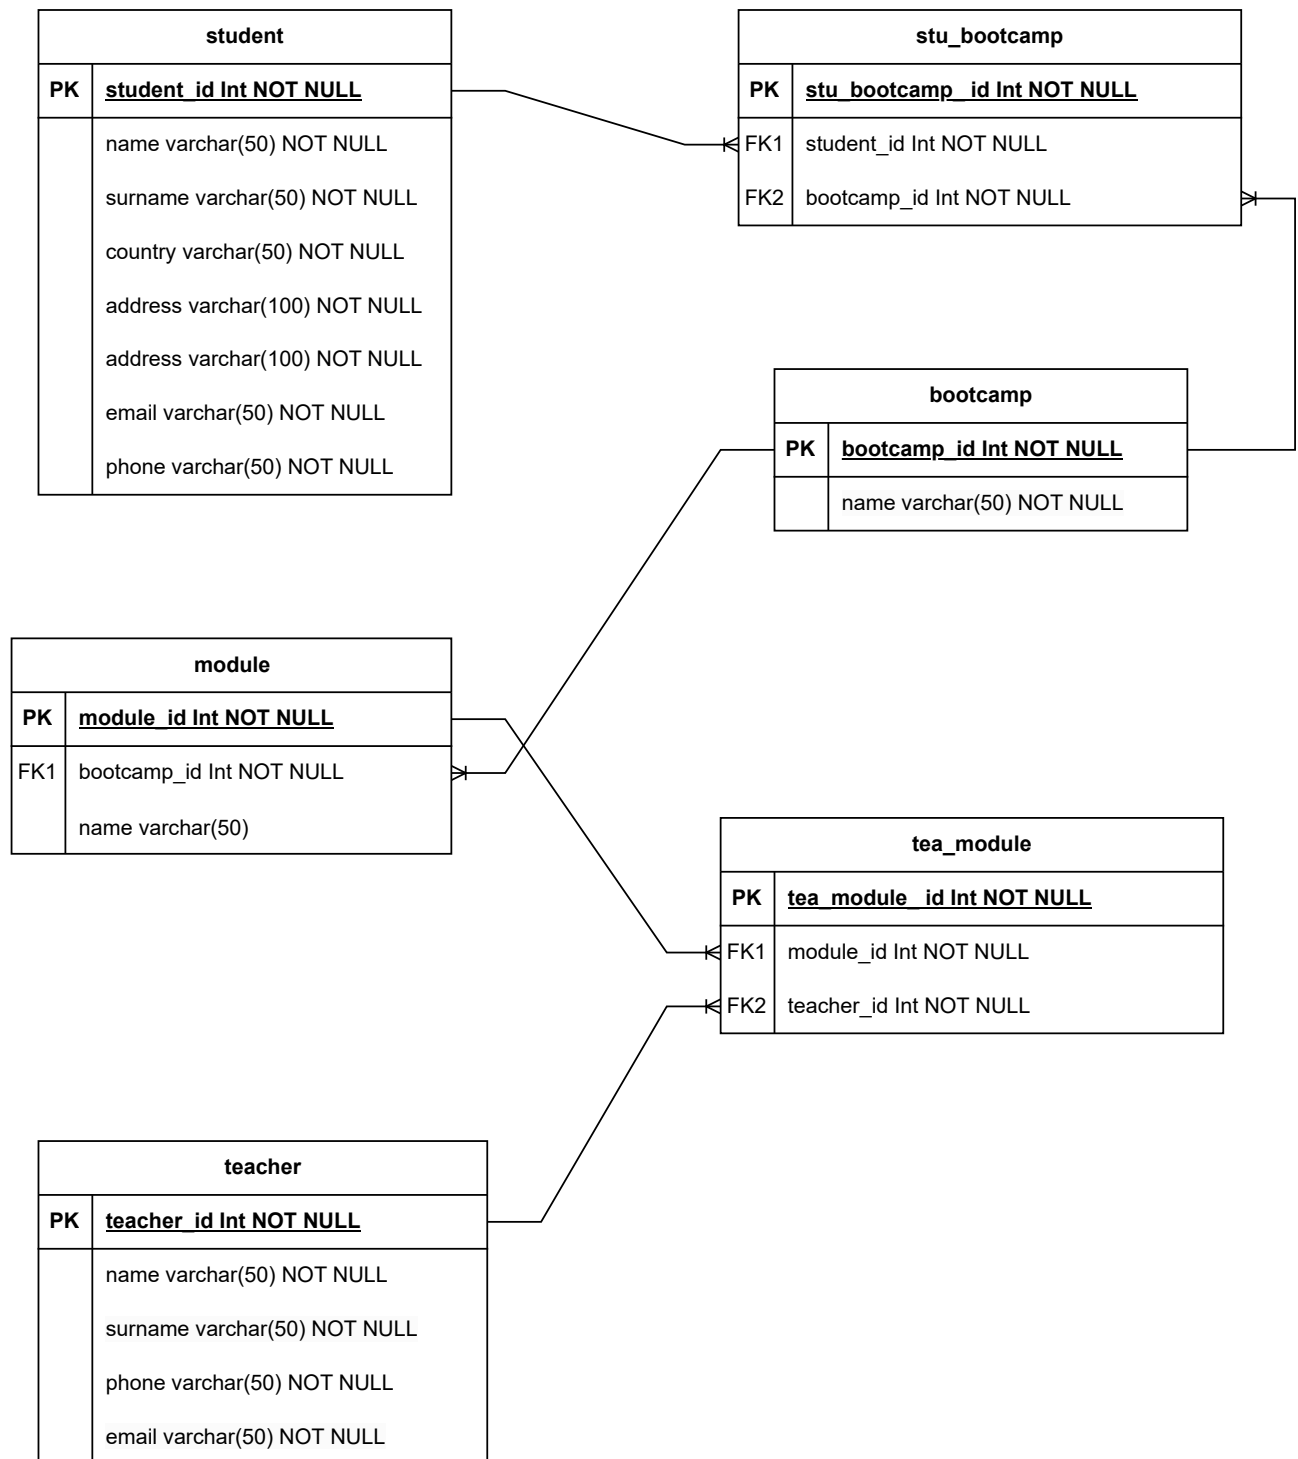 student
PK student_id Int NOT NULL
name varchar(50) NOT NULL
surname varchar(50) NOT NULL
country varchar(50) NOT NULL
address varchar(100) NOT NULL
address varchar(100) NOT NULL
email varchar(50) NOT NULL
phone varchar(50) NOT NULL
stu_bootcamp
PK stu_bootcamp_ id Int NOT NULL
FK1 student_id Int NOT NULL
FK2 bootcamp_id Int NOT NULL
bootcamp
PK bootcamp_id Int NOT NULL
name varchar(50) NOT NULL
module
PK module_id Int NOT NULL
FK1 bootcamp_id Int NOT NULL
name varchar(50)
tea_module
PK tea_module_ id Int NOT NULL
FK1 module_id Int NOT NULL
FK2 teacher_id Int NOT NULL
teacher
PK teacher_id Int NOT NULL
name varchar(50) NOT NULL
surname varchar(50) NOT NULL
phone varchar(50) NOT NULL
email varchar(50) NOT NULL